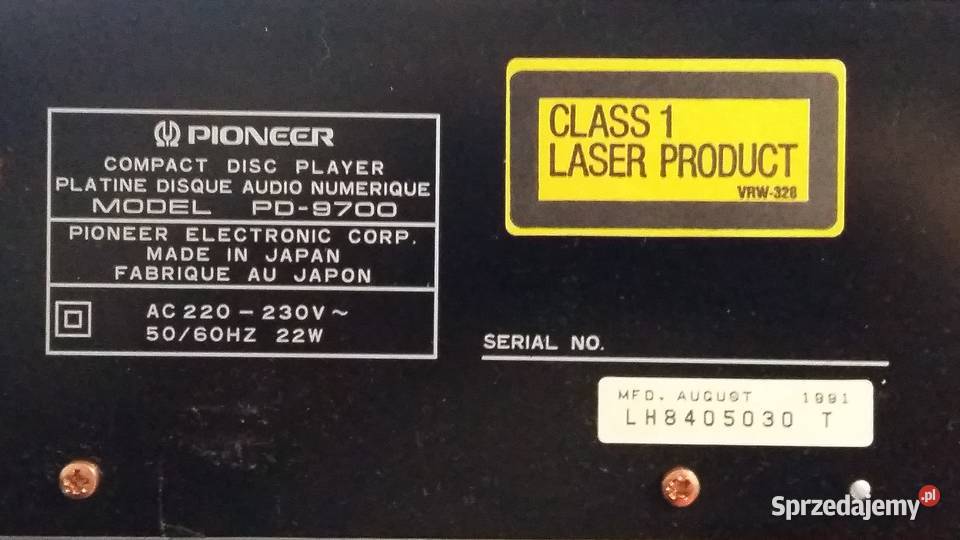 PIONEER
COMPACT DISC PLAYER
PLATINE DISQUE AUDIO NUMERIQUE
MODEL PD-9700
PIONEER ELECTRONIC CORP.
MADE IN JAPAN
FABRIQUE AU JAPON
AC 220 – 230V ~
50/60HZ 22W
CLASS 1
LASER PRODUCT
VRW-328
SERIAL NO.
MFD. AUGUST 1991
LH8405030 T
Sprzedajemy.pl